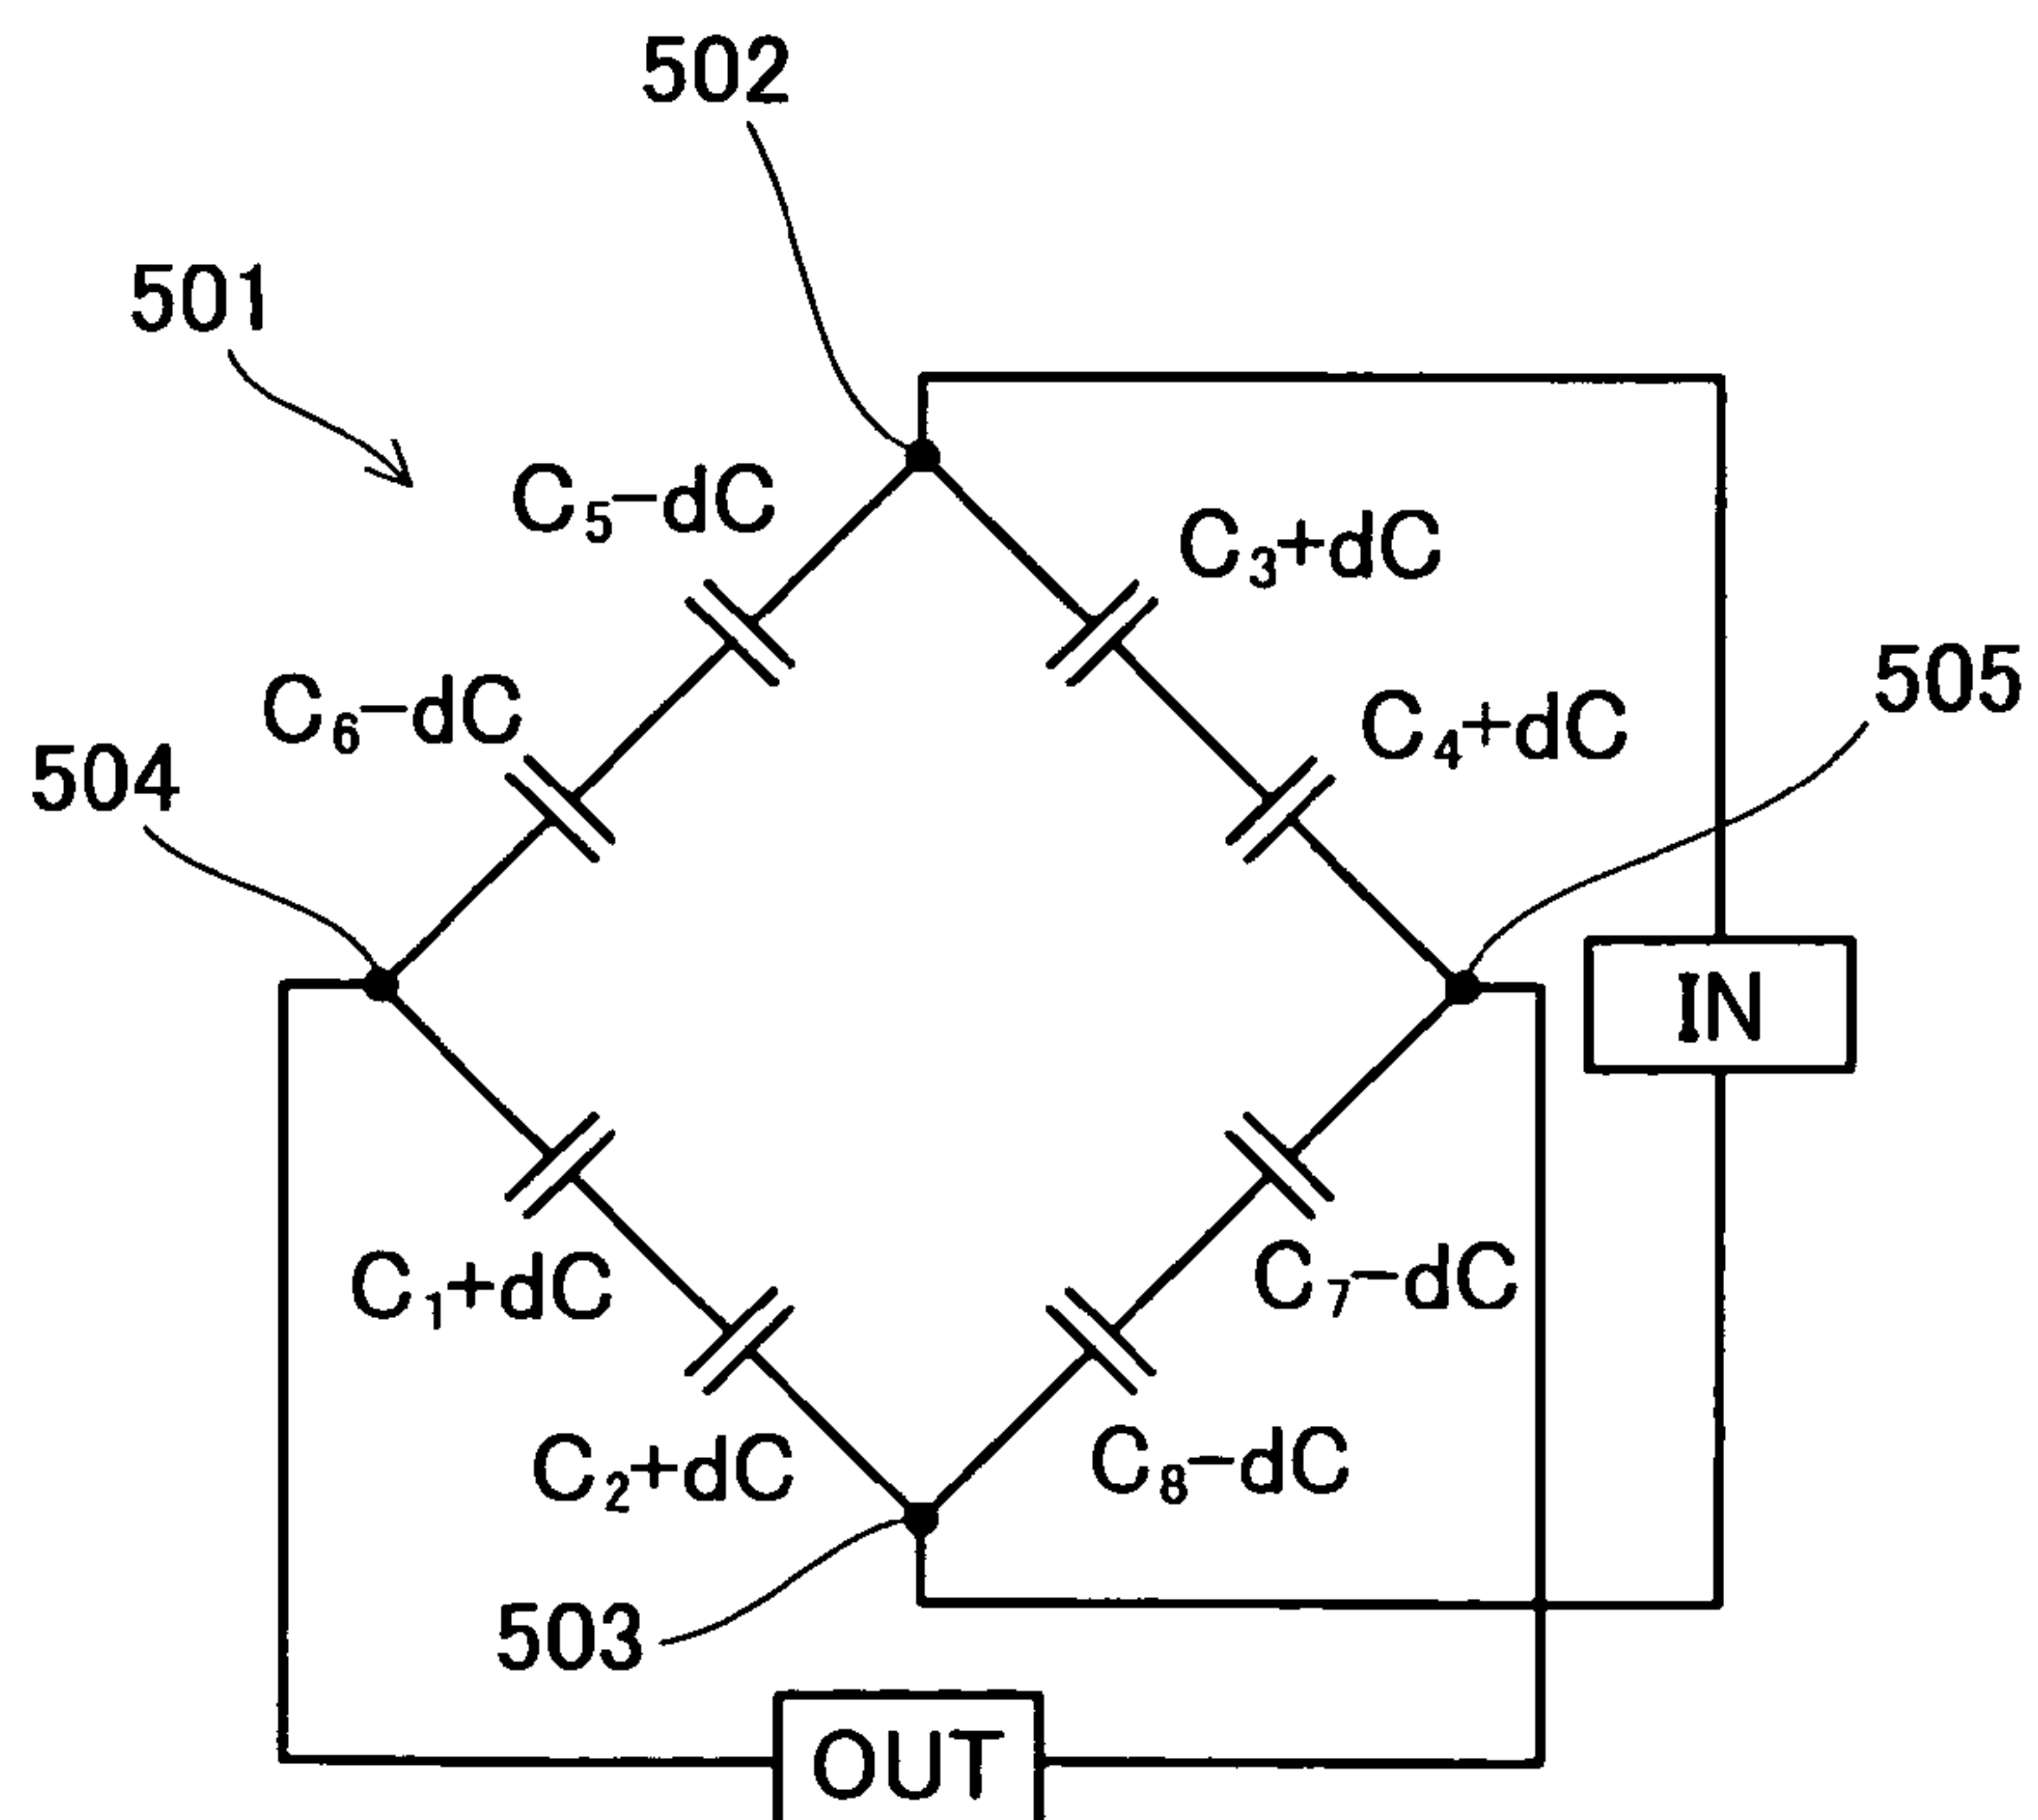 502
501
C₅−dC
C₃+dC
505
C₆−dC
C₄+dC
504
IN
C₁+dC
C₇−dC
C₂+dC
C₈−dC
503
OUT